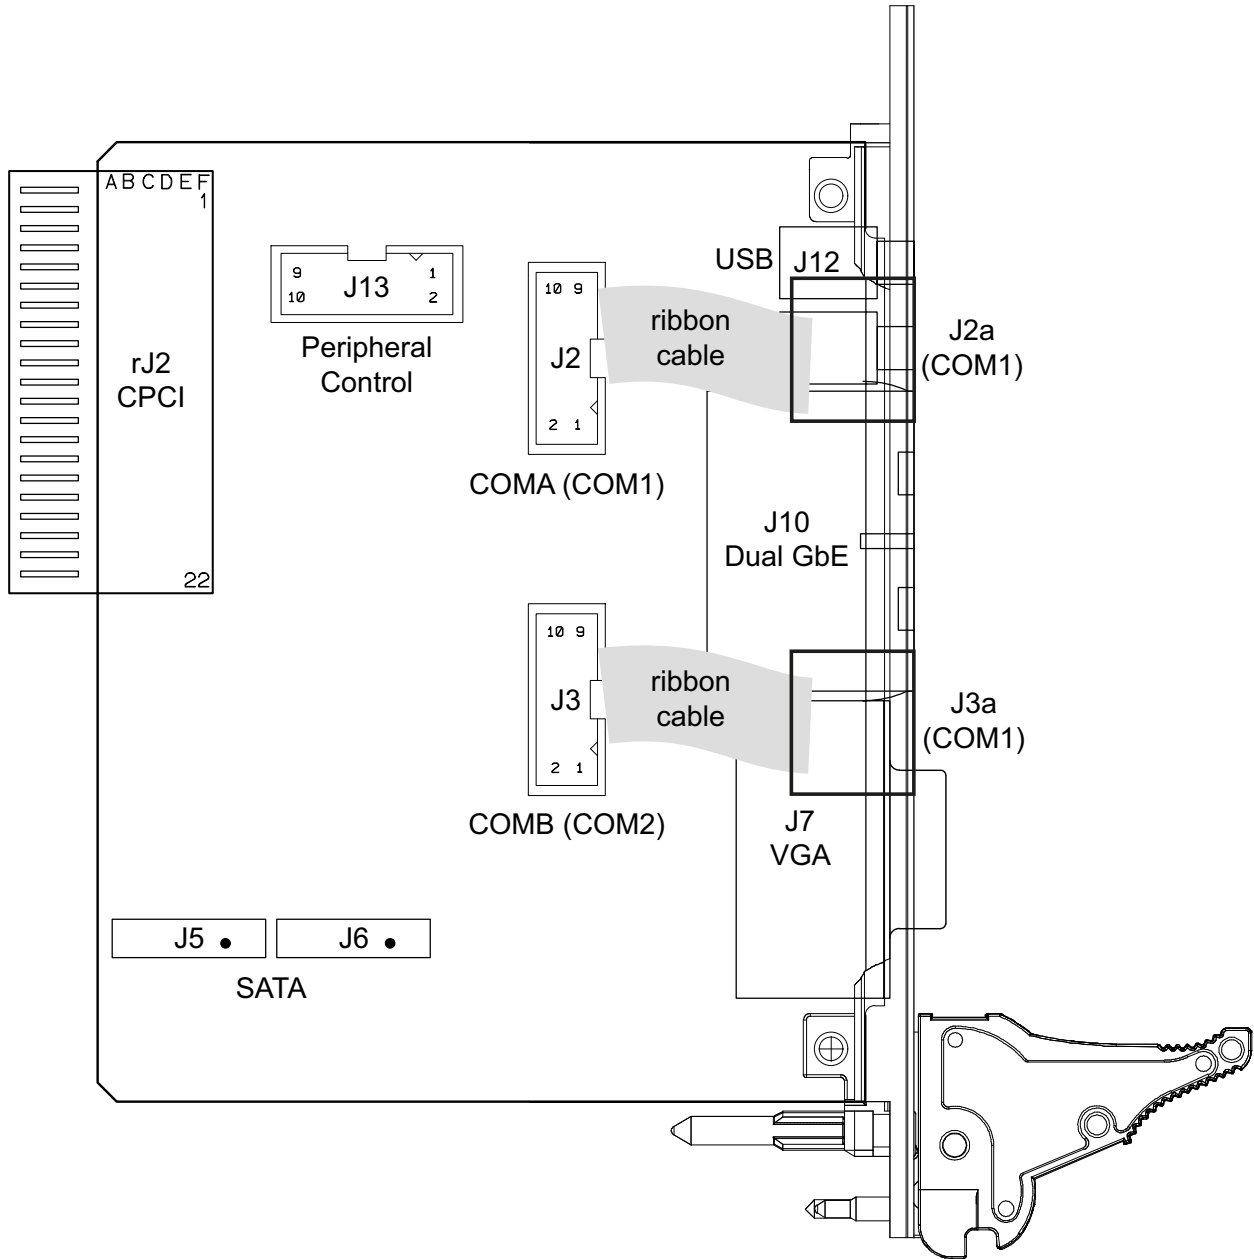 A B C D E F
1
rJ2
CPCI
22
9
1
10
J13
2
Peripheral
Control
10 9
J2
2 1
COMA (COM1)
ribbon
cable
USB
J12
J2a
(COM1)
J10
Dual GbE
10 9
J3
2 1
COMB (COM2)
ribbon
cable
J3a
(COM1)
J7
VGA
J5
J6
SATA